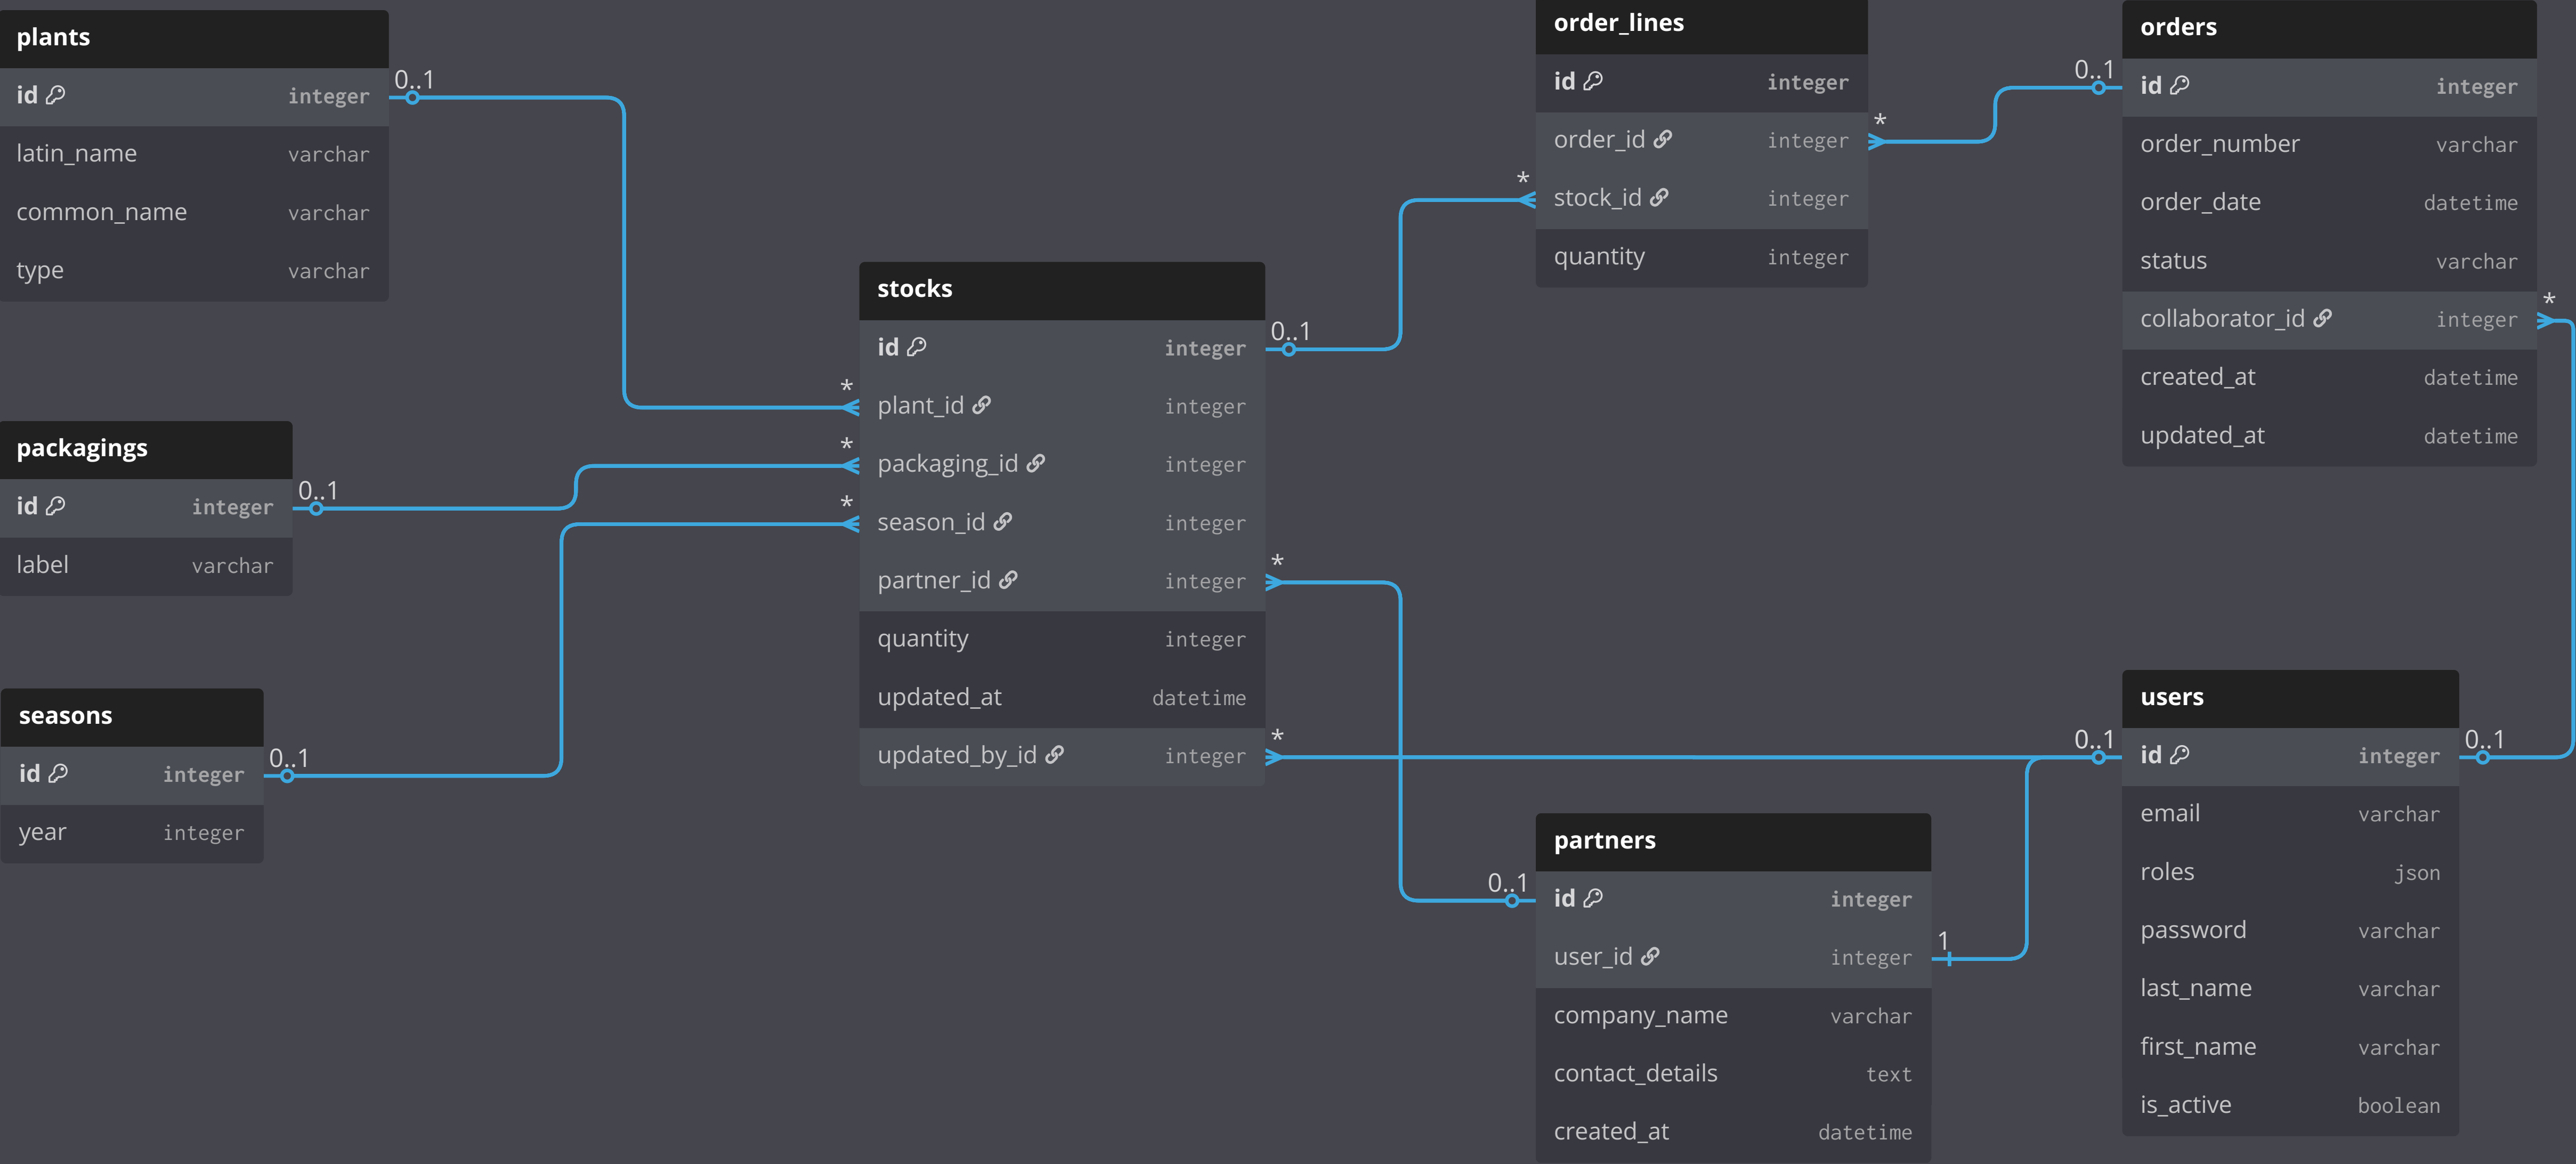 plants
id integer
latin_name varchar
common_name varchar
type varchar
0..1
packagings
id integer
label varchar
0..1
seasons
id integer
year integer
0..1
stocks
id integer
0..1
* plant_id integer
* packaging_id integer
* season_id integer
partner_id integer *
quantity integer
updated_at datetime
updated_by_id integer *
order_lines
id integer
order_id integer *
* stock_id integer
quantity integer
orders
0..1
id integer
order_number varchar
order_date datetime
status varchar
collaborator_id integer *
created_at datetime
updated_at datetime
partners
0..1
id integer
user_id integer 1
company_name varchar
contact_details text
created_at datetime
users
0..1 id integer 0..1
email varchar
roles json
password varchar
last_name varchar
first_name varchar
is_active boolean